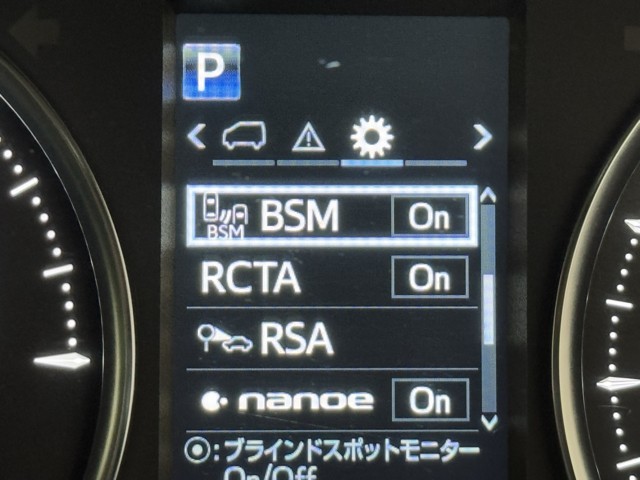 P
BSM BSM On
RCTA On
RSA
nanoe On
◉:ブラインドスポットモニター
On/Off